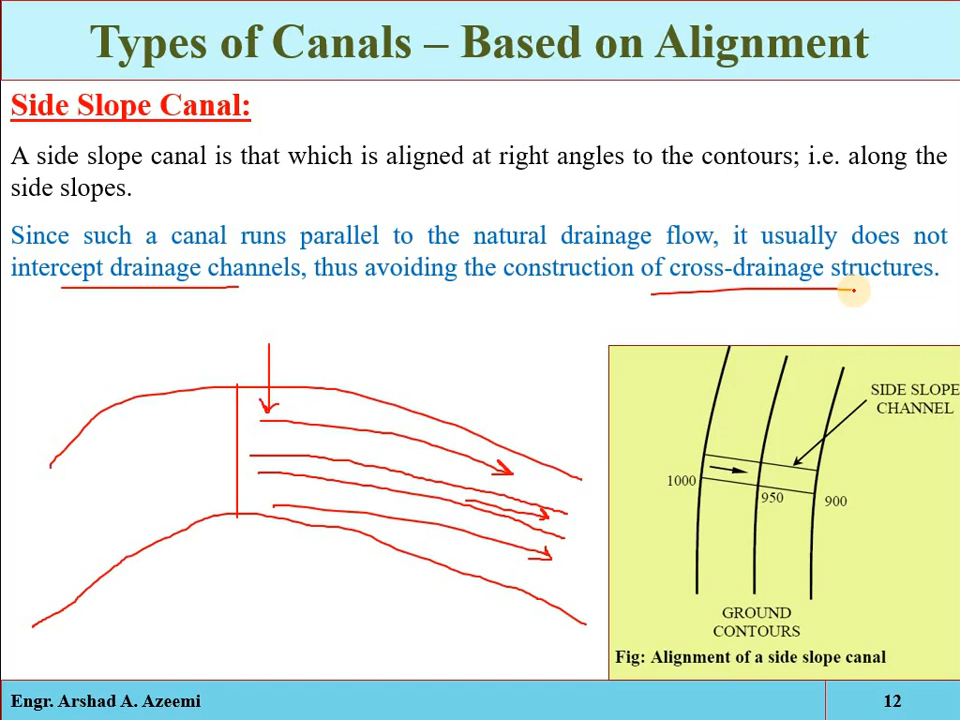 Types of Canals – Based on Alignment
Side Slope Canal:
A side slope canal is that which is aligned at right angles to the contours; i.e. along the
side slopes.
Since such a canal runs parallel to the natural drainage flow, it usually does not
intercept drainage channels, thus avoiding the construction of cross-drainage structures.
SIDE SLOPE
CHANNEL
1000
950
900
GROUND
CONTOURS
Fig: Alignment of a side slope canal
Engr. Arshad A. Azeemi
12